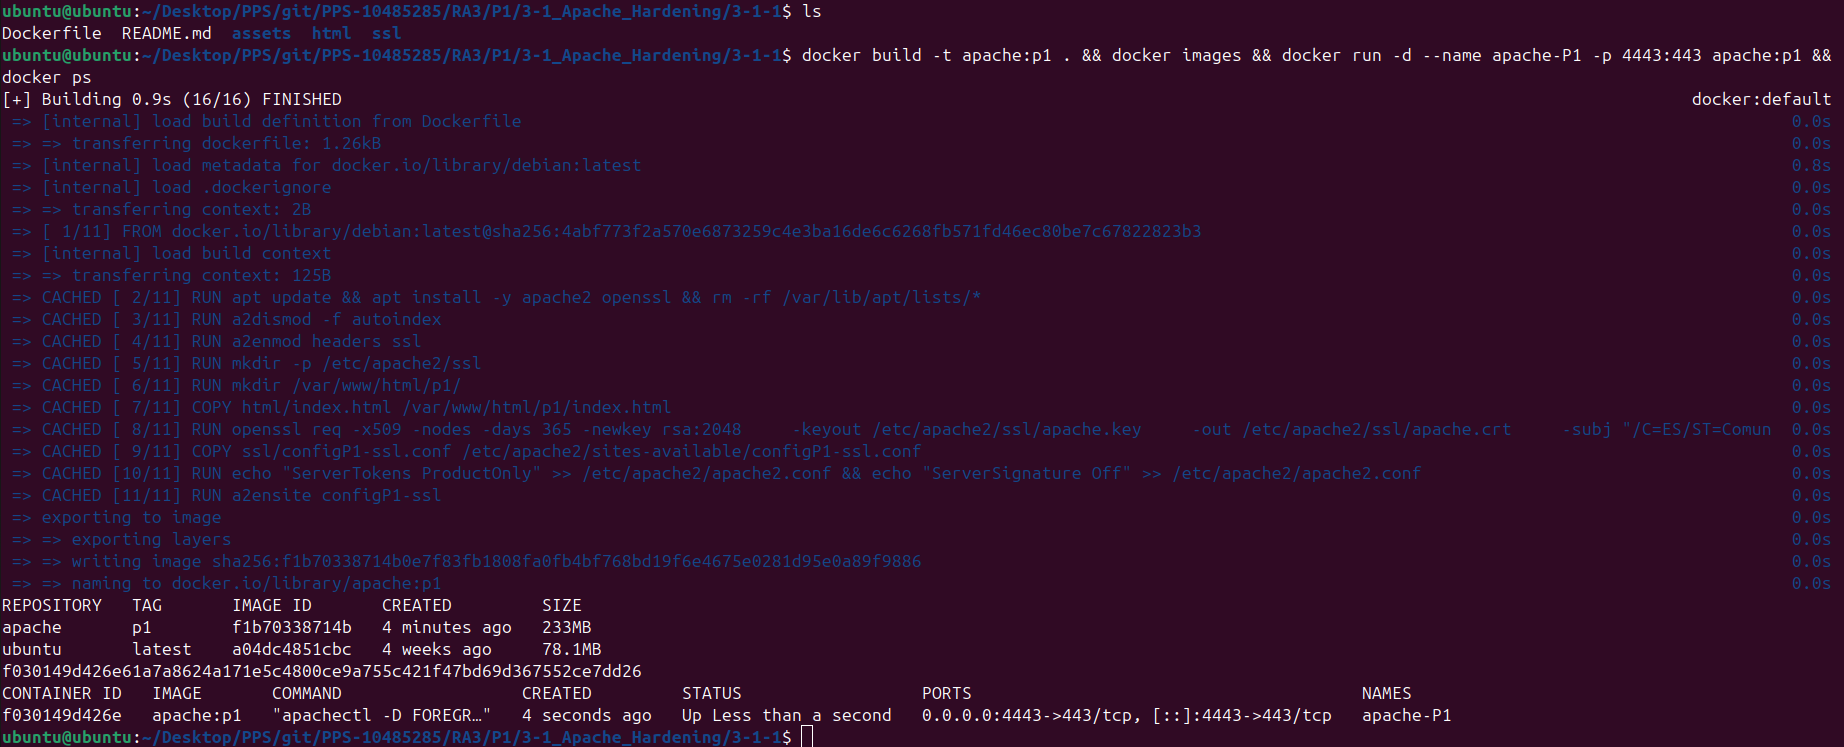 ubuntu@ubuntu:~/Desktop/PPS/git/PPS-10485285/RA3/P1/3-1_Apache_Hardening/3-1-1$ ls
Dockerfile  README.md  assets  html  ssl
ubuntu@ubuntu:~/Desktop/PPS/git/PPS-10485285/RA3/P1/3-1_Apache_Hardening/3-1-1$ docker build -t apache:p1 . && docker images && docker run -d --name apache-P1 -p 4443:443 apache:p1 &&
docker ps
[+] Building 0.9s (16/16) FINISHED docker:default
=> [internal] load build definition from Dockerfile 0.0s
=> => transferring dockerfile: 1.26kB 0.0s
=> [internal] load metadata for docker.io/library/debian:latest 0.8s
=> [internal] load .dockerignore 0.0s
=> => transferring context: 2B 0.0s
=> [ 1/11] FROM docker.io/library/debian:latest@sha256:4abf773f2a570e6873259c4e3ba16de6c6268fb571fd46ec80be7c67822823b3 0.0s
=> [internal] load build context 0.0s
=> => transferring context: 125B 0.0s
=> CACHED [ 2/11] RUN apt update && apt install -y apache2 openssl && rm -rf /var/lib/apt/lists/* 0.0s
=> CACHED [ 3/11] RUN a2dismod -f autoindex 0.0s
=> CACHED [ 4/11] RUN a2enmod headers ssl 0.0s
=> CACHED [ 5/11] RUN mkdir -p /etc/apache2/ssl 0.0s
=> CACHED [ 6/11] RUN mkdir /var/www/html/p1/ 0.0s
=> CACHED [ 7/11] COPY html/index.html /var/www/html/p1/index.html 0.0s
=> CACHED [ 8/11] RUN openssl req -x509 -nodes -days 365 -newkey rsa:2048     -keyout /etc/apache2/ssl/apache.key     -out /etc/apache2/ssl/apache.crt     -subj "/C=ES/ST=Comun 0.0s
=> CACHED [ 9/11] COPY ssl/configP1-ssl.conf /etc/apache2/sites-available/configP1-ssl.conf 0.0s
=> CACHED [10/11] RUN echo "ServerTokens ProductOnly" >> /etc/apache2/apache2.conf && echo "ServerSignature Off" >> /etc/apache2/apache2.conf 0.0s
=> CACHED [11/11] RUN a2ensite configP1-ssl 0.0s
=> exporting to image 0.0s
=> => exporting layers 0.0s
=> => writing image sha256:f1b70338714b0e7f83fb1808fa0fb4bf768bd19f6e4675e0281d95e0a89f9886 0.0s
=> => naming to docker.io/library/apache:p1 0.0s
REPOSITORY   TAG       IMAGE ID       CREATED         SIZE
apache       p1        f1b70338714b   4 minutes ago   233MB
ubuntu       latest    a04dc4851cbc   4 weeks ago     78.1MB
f030149d426e61a7a8624a171e5c4800ce9a755c421f47bd69d367552ce7dd26
CONTAINER ID   IMAGE       COMMAND                  CREATED         STATUS                  PORTS                                       NAMES
f030149d426e   apache:p1   "apachectl -D FOREGR…"   4 seconds ago   Up Less than a second   0.0.0.0:4443->443/tcp, [::]:4443->443/tcp   apache-P1
ubuntu@ubuntu:~/Desktop/PPS/git/PPS-10485285/RA3/P1/3-1_Apache_Hardening/3-1-1$